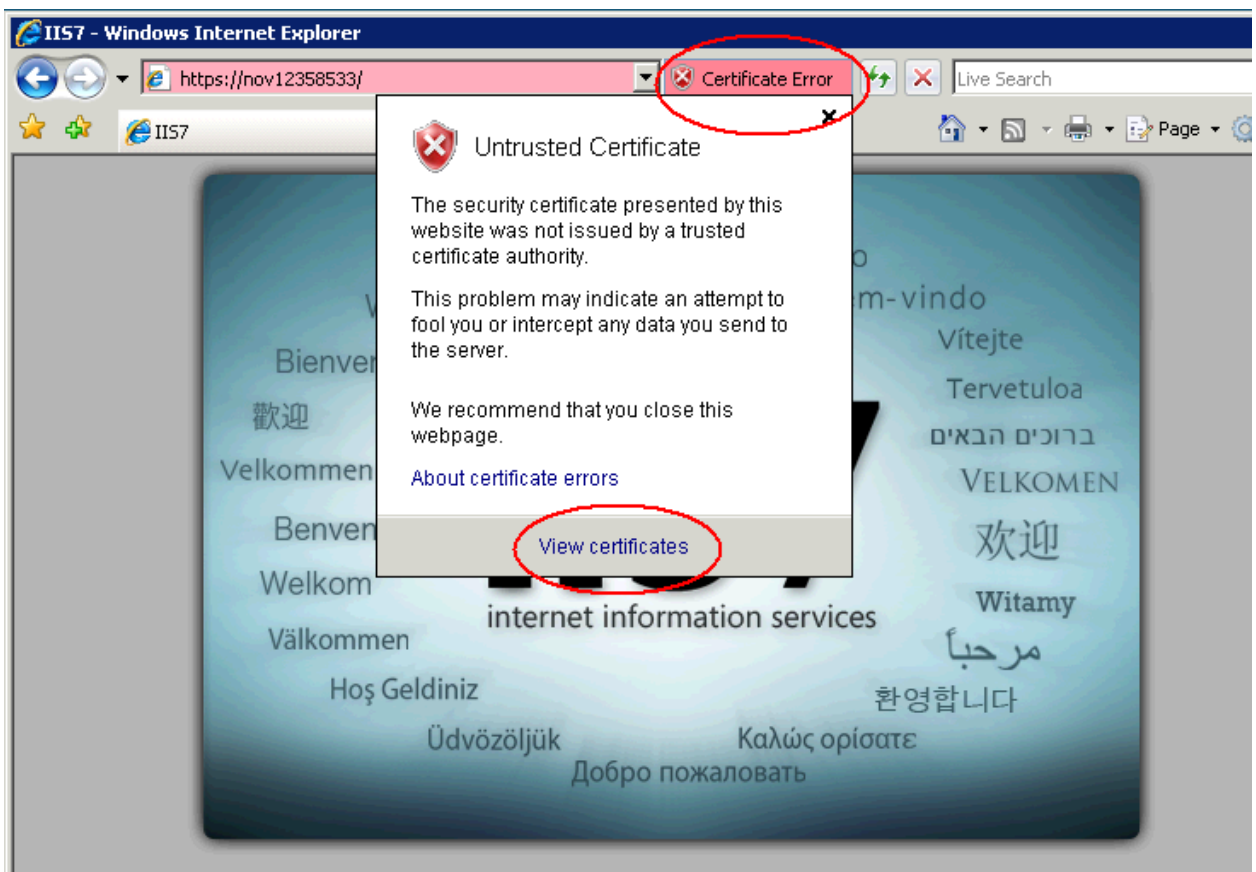 IIS7 - Windows Internet Explorer
https://nov12358533/
Certificate Error
Live Search
IIS7
Page
Untrusted Certificate
The security certificate presented by this
website was not issued by a trusted
certificate authority.
This problem may indicate an attempt to
fool you or intercept any data you send to
the server.
We recommend that you close this
webpage.
About certificate errors
View certificates
em-vindo
Vítejte
Bienve
Tervetuloa
歡迎
ברוכים הבאים
Velkommen
VELKOMEN
Benven
欢迎
Welkom
Witamy
internet information services
Välkommen
مرحباً
Hoş Geldiniz
환영합니다
Üdvözöljük
Καλώς ορίσατε
Добро пожаловать